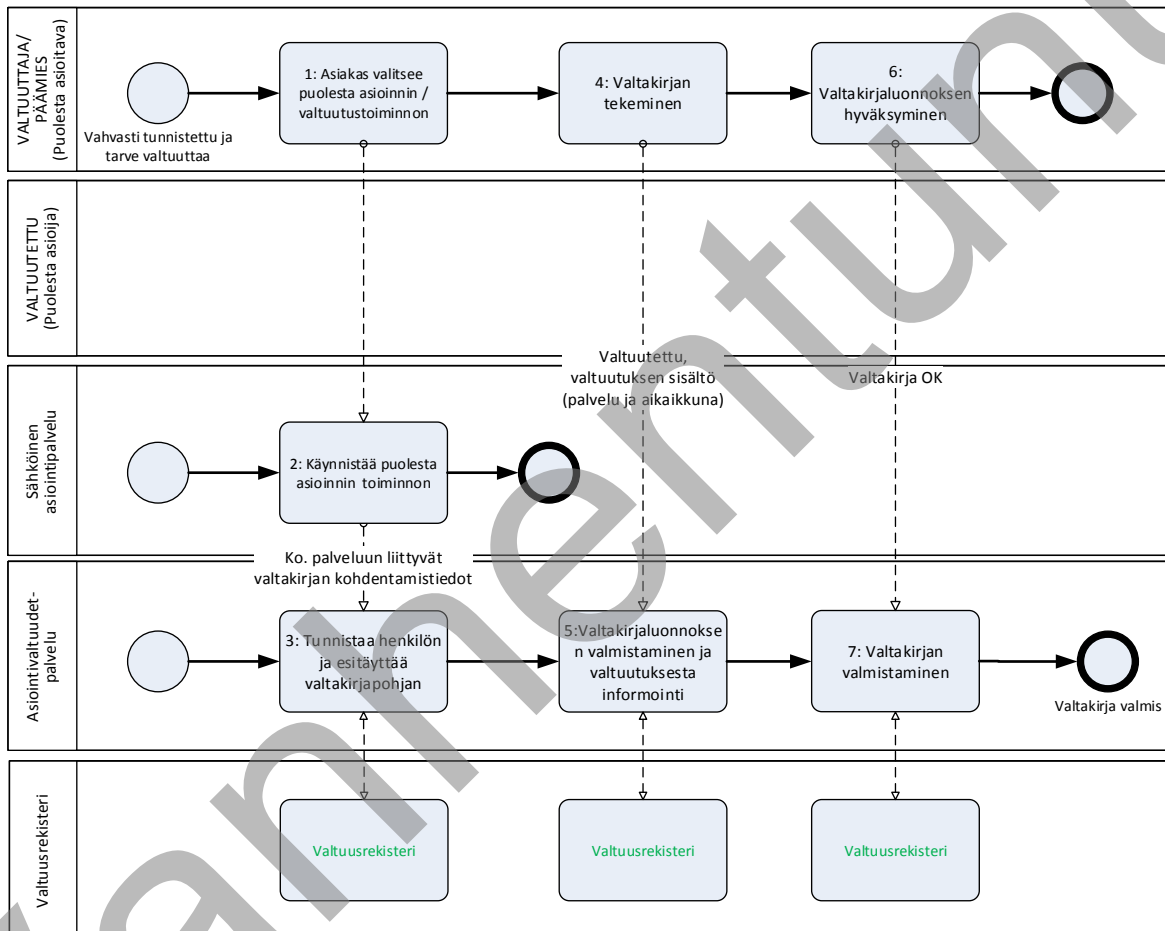 VALTUUTTAJA/
PÄÄMIES
(Puolesta asioitava)
Vahvasti tunnistettu ja
tarve valtuuttaa
1: Asiakas valitsee
puolesta asioinnin /
valtuutustoiminnon
4: Valtakirjan
tekeminen
6:
Valtakirjaluonnoksen
hyväksyminen
VALTUUTETTU
(Puolesta asioija)
Valtuutettu,
valtuutuksen sisältö
(palvelu ja aikaikkuna)
Valtakirja OK
Sähköinen
asiointipalvelu
2: Käynnistää puolesta
asioinnin toiminnon
Ko. palveluun liittyvät
valtakirjan kohdentamistiedot
Asiointivaltuudet-
palvelu
3: Tunnistaa henkilön
ja esitäyttää
valtakirjapohjan
5:Valtakirjaluonnokse
n valmistaminen ja
valtuutuksesta
informointi
7: Valtakirjan
valmistaminen
Valtakirja valmis
Valtuusrekisteri
Valtuusrekisteri
Valtuusrekisteri
Valtuusrekisteri
anhentunu